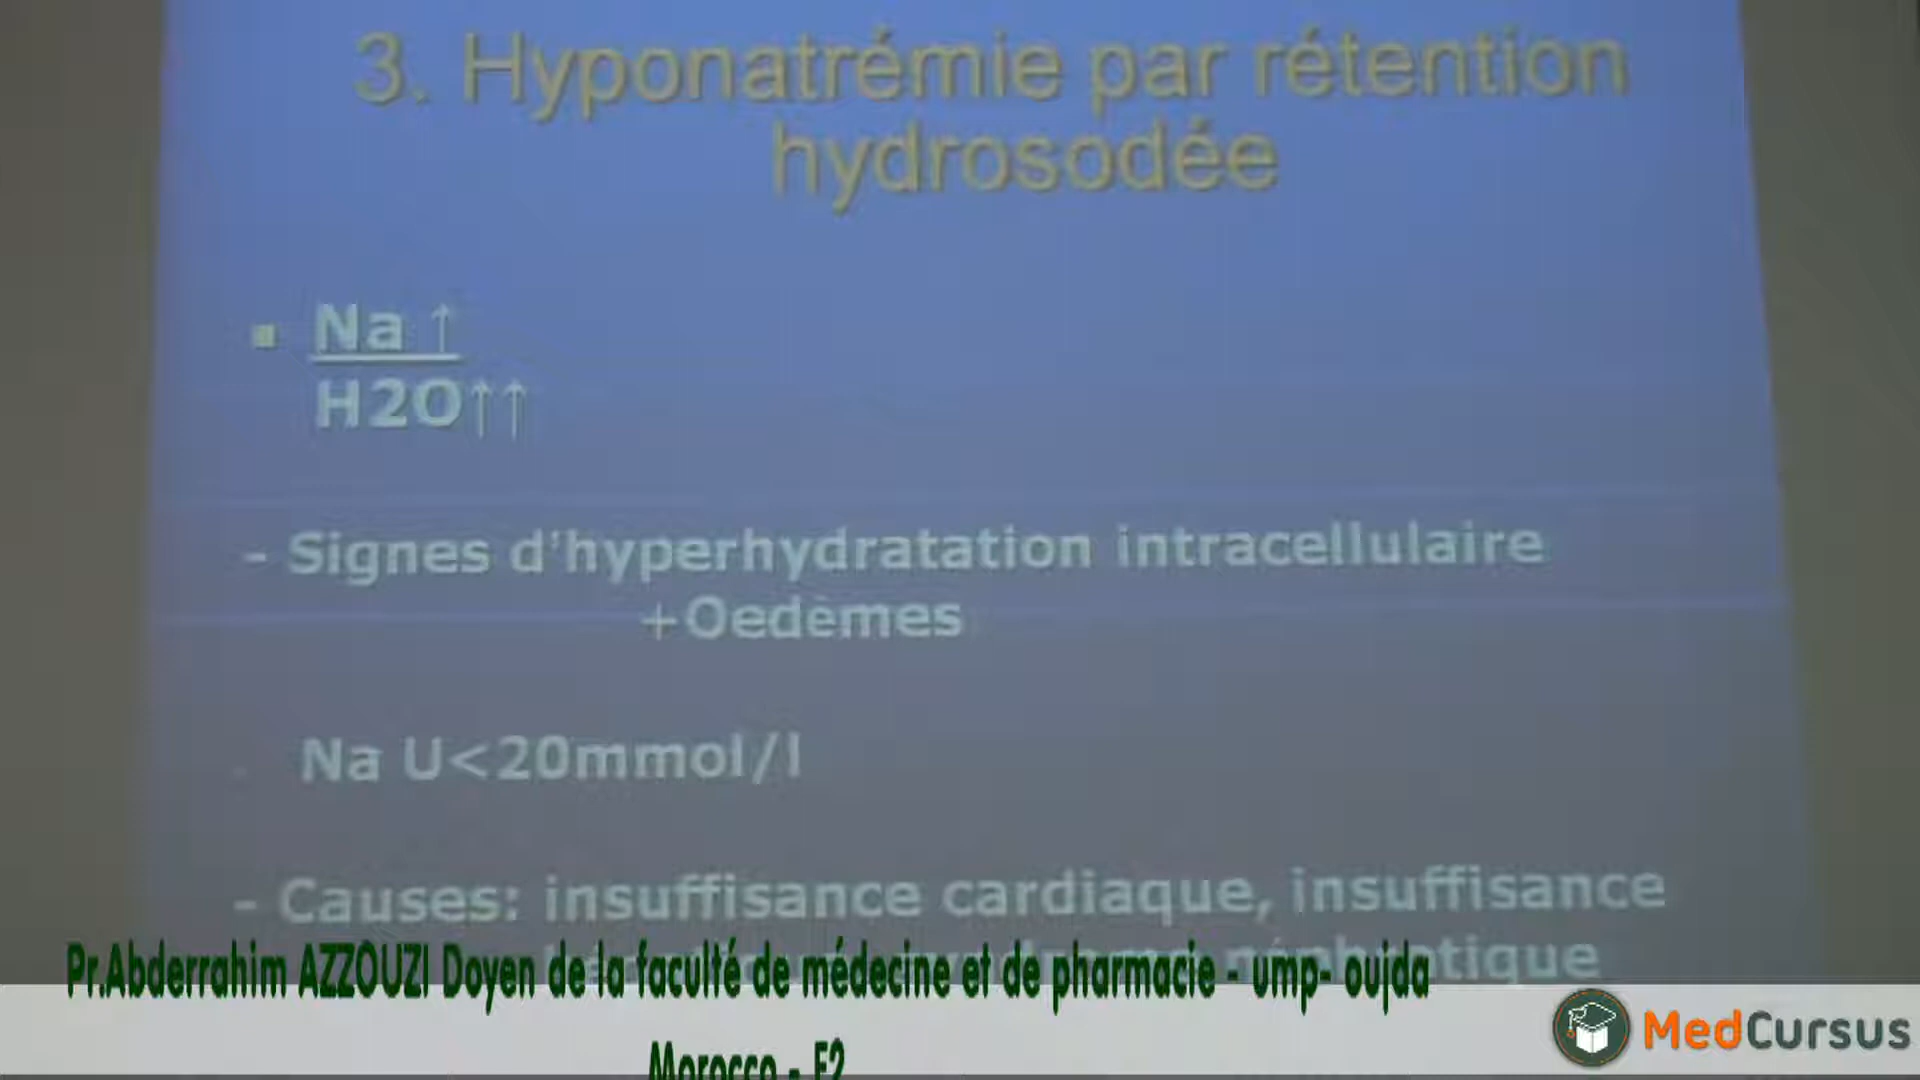 3. Hyponatrémie par rétention
hydrosodée
▪ Na ↑
H2O↑↑
- Signes d'hyperhydratation intracellulaire
+Oedèmes
Na U<20mmol/l
- Causes: insuffisance cardiaque, insuffisance
néphrotique
Pr.Abderrahim AZZOUZI Doyen de la faculté de médecine et de pharmacie - ump- oujda
Morocco - F2
MedCursus